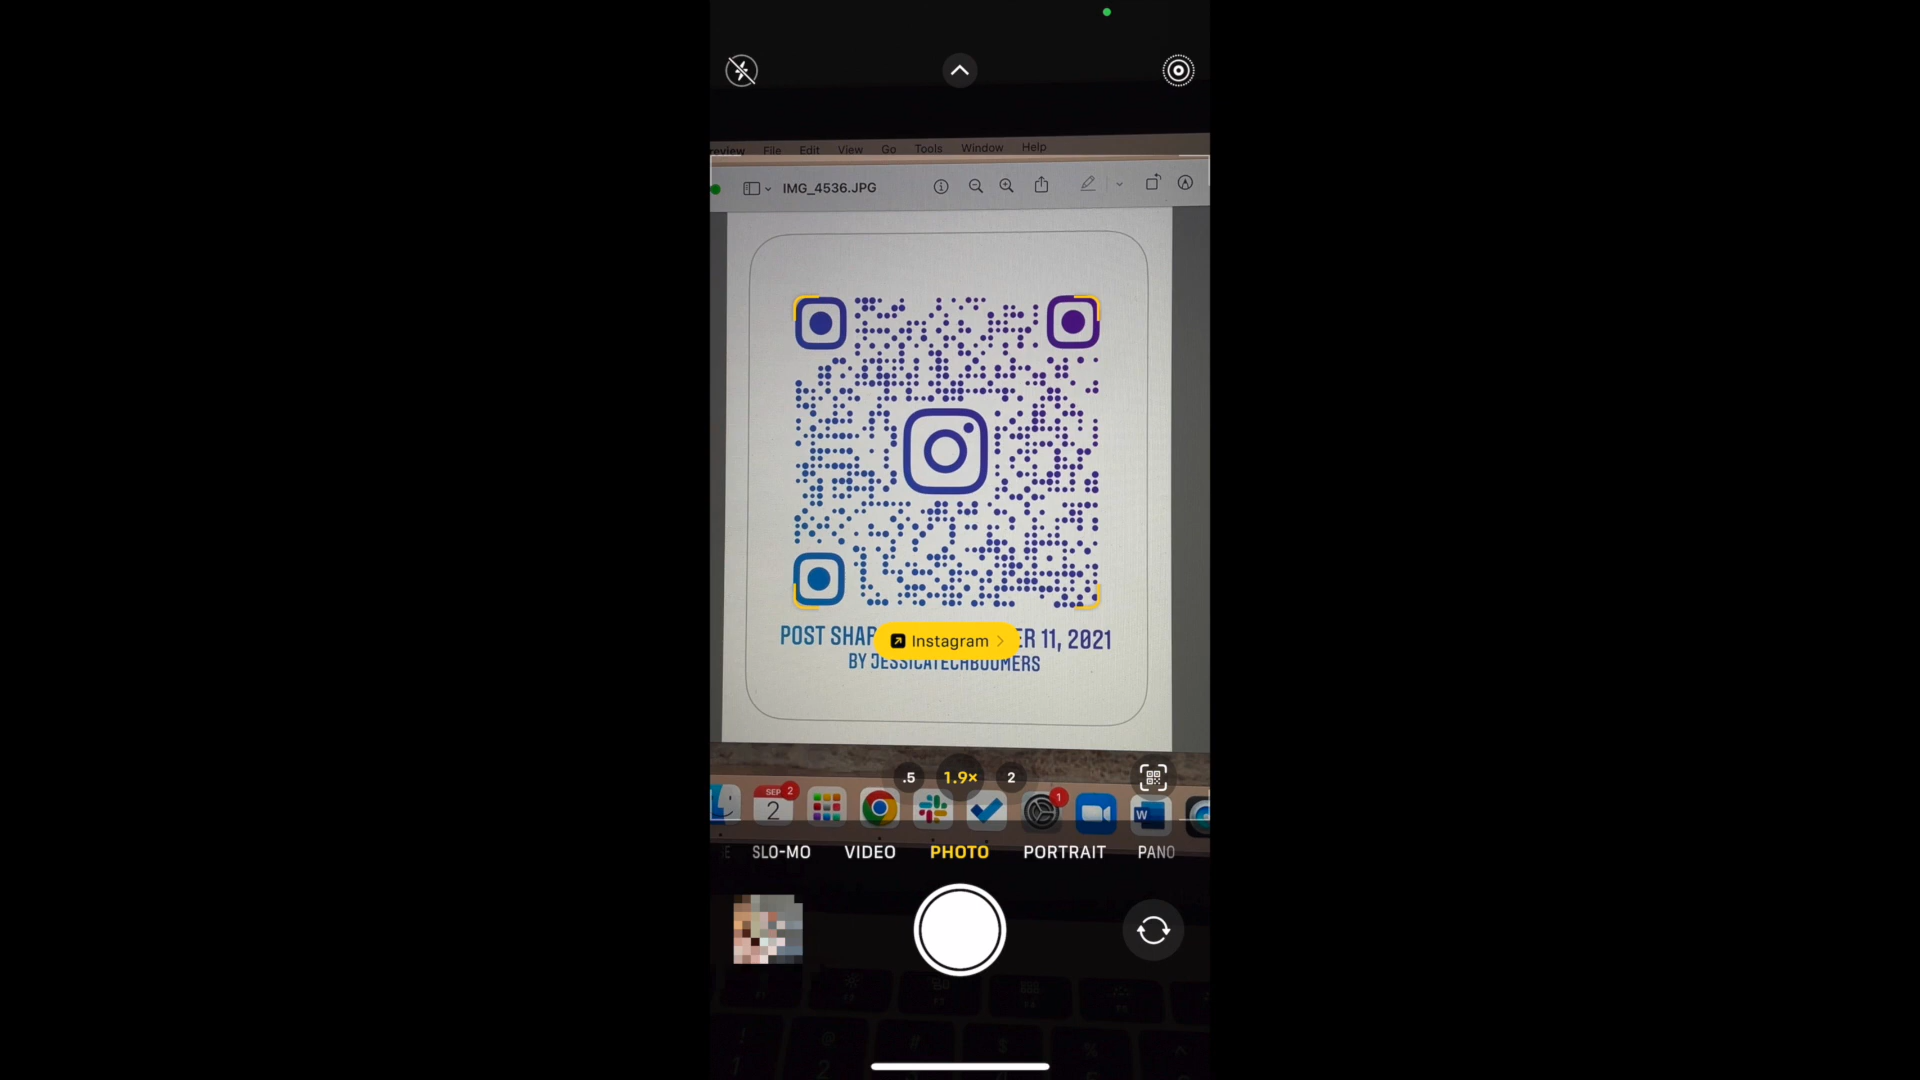 File Edit View Go Tools Window Help
IMG_4536.JPG
POST SHAR
Instagram
ER 11, 2021
BY JESSICATECHBOOMERS
.5 1.9× 2
SEP 2
2
1
W
SLO-MO VIDEO PHOTO PORTRAIT PANO